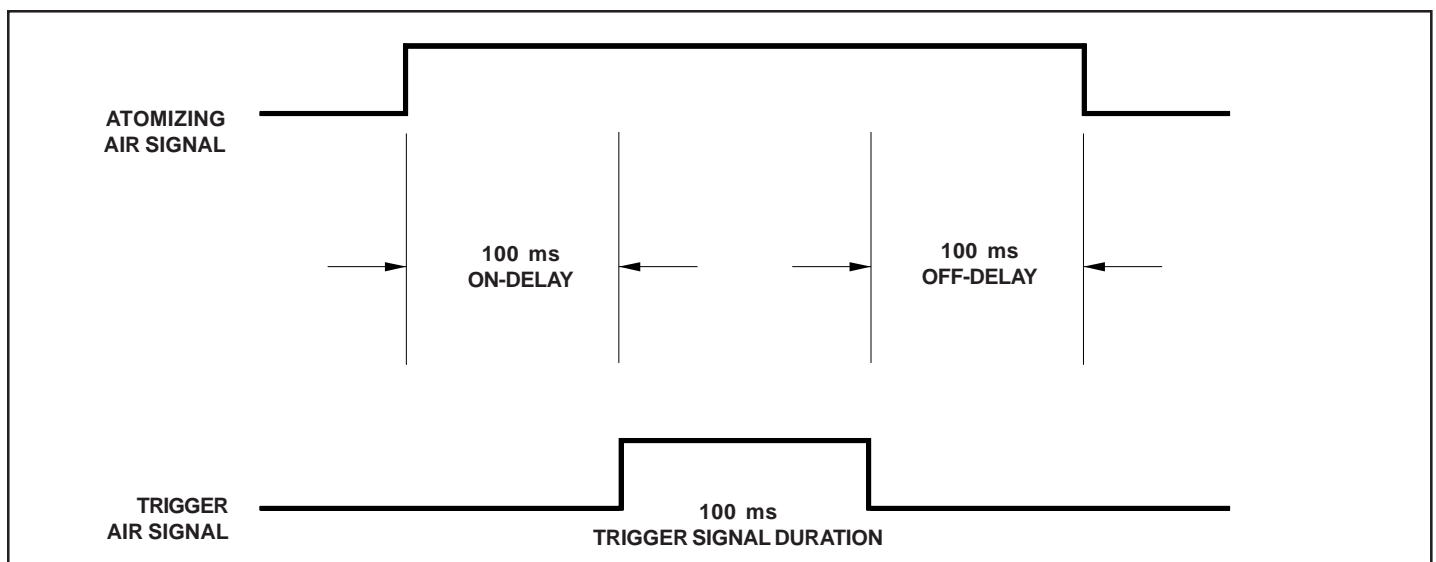 ATOMIZING
AIR SIGNAL
100 ms
ON-DELAY
100 ms
OFF-DELAY
TRIGGER
AIR SIGNAL
100 ms
TRIGGER SIGNAL DURATION